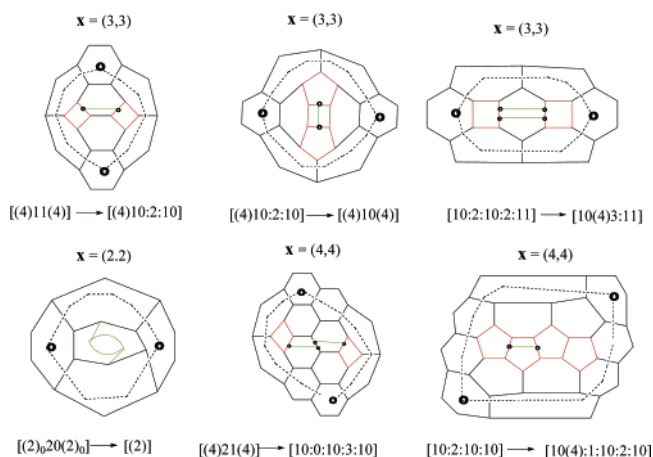 x = (3,3)
x = (3,3)
x = (3,3)
[(4)11(4)] ⟶ [(4)10:2:10]
[(4)10:2:10] ⟶ [(4)10(4)]
[10:2:10:2:11] ⟶ [10(4)3:11]
x = (2.2)
x = (4,4)
x = (4,4)
[(2)₀20(2)₀] ⟶ [(2)]
[(4)21(4)] ⟶ [10:0:10:3:10]
[10:2:10:10] ⟶ [10(4):1:10:2:10]